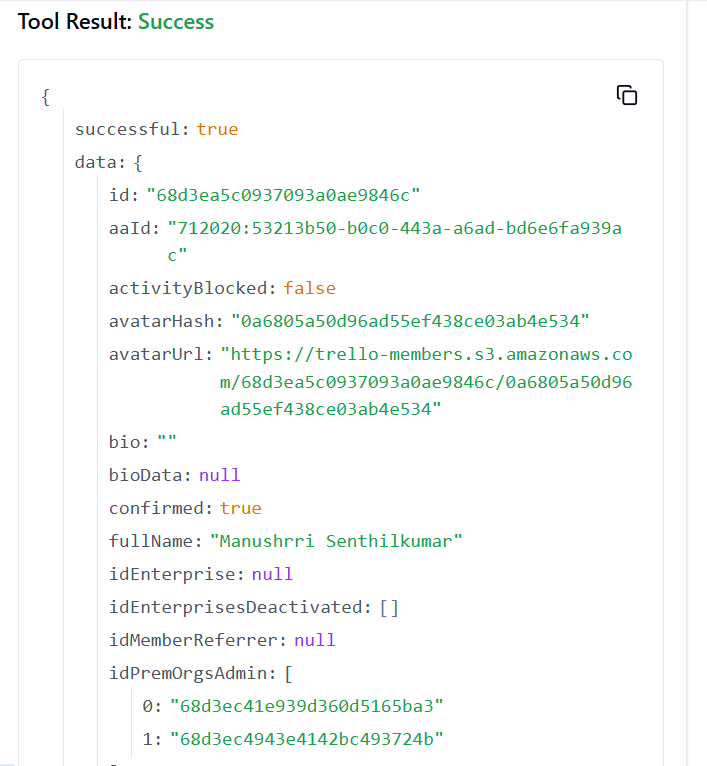 Tool Result: Success
{
successful: true
data: {
id: "68d3ea5c0937093a0ae9846c"
aaId: "712020:53213b50-b0c0-443a-a6ad-bd6e6fa939a
c"
activityBlocked: false
avatarHash: "0a6805a50d96ad55ef438ce03ab4e534"
avatarUrl: "https://trello-members.s3.amazonaws.co
m/68d3ea5c0937093a0ae9846c/0a6805a50d96
ad55ef438ce03ab4e534"
bio: ""
bioData: null
confirmed: true
fullName: "Manushrri Senthilkumar"
idEnterprise: null
idEnterprisesDeactivated: []
idMemberReferrer: null
idPremOrgsAdmin: [
0: "68d3ec41e939d360d5165ba3"
1: "68d3ec4943e4142bc493724b"